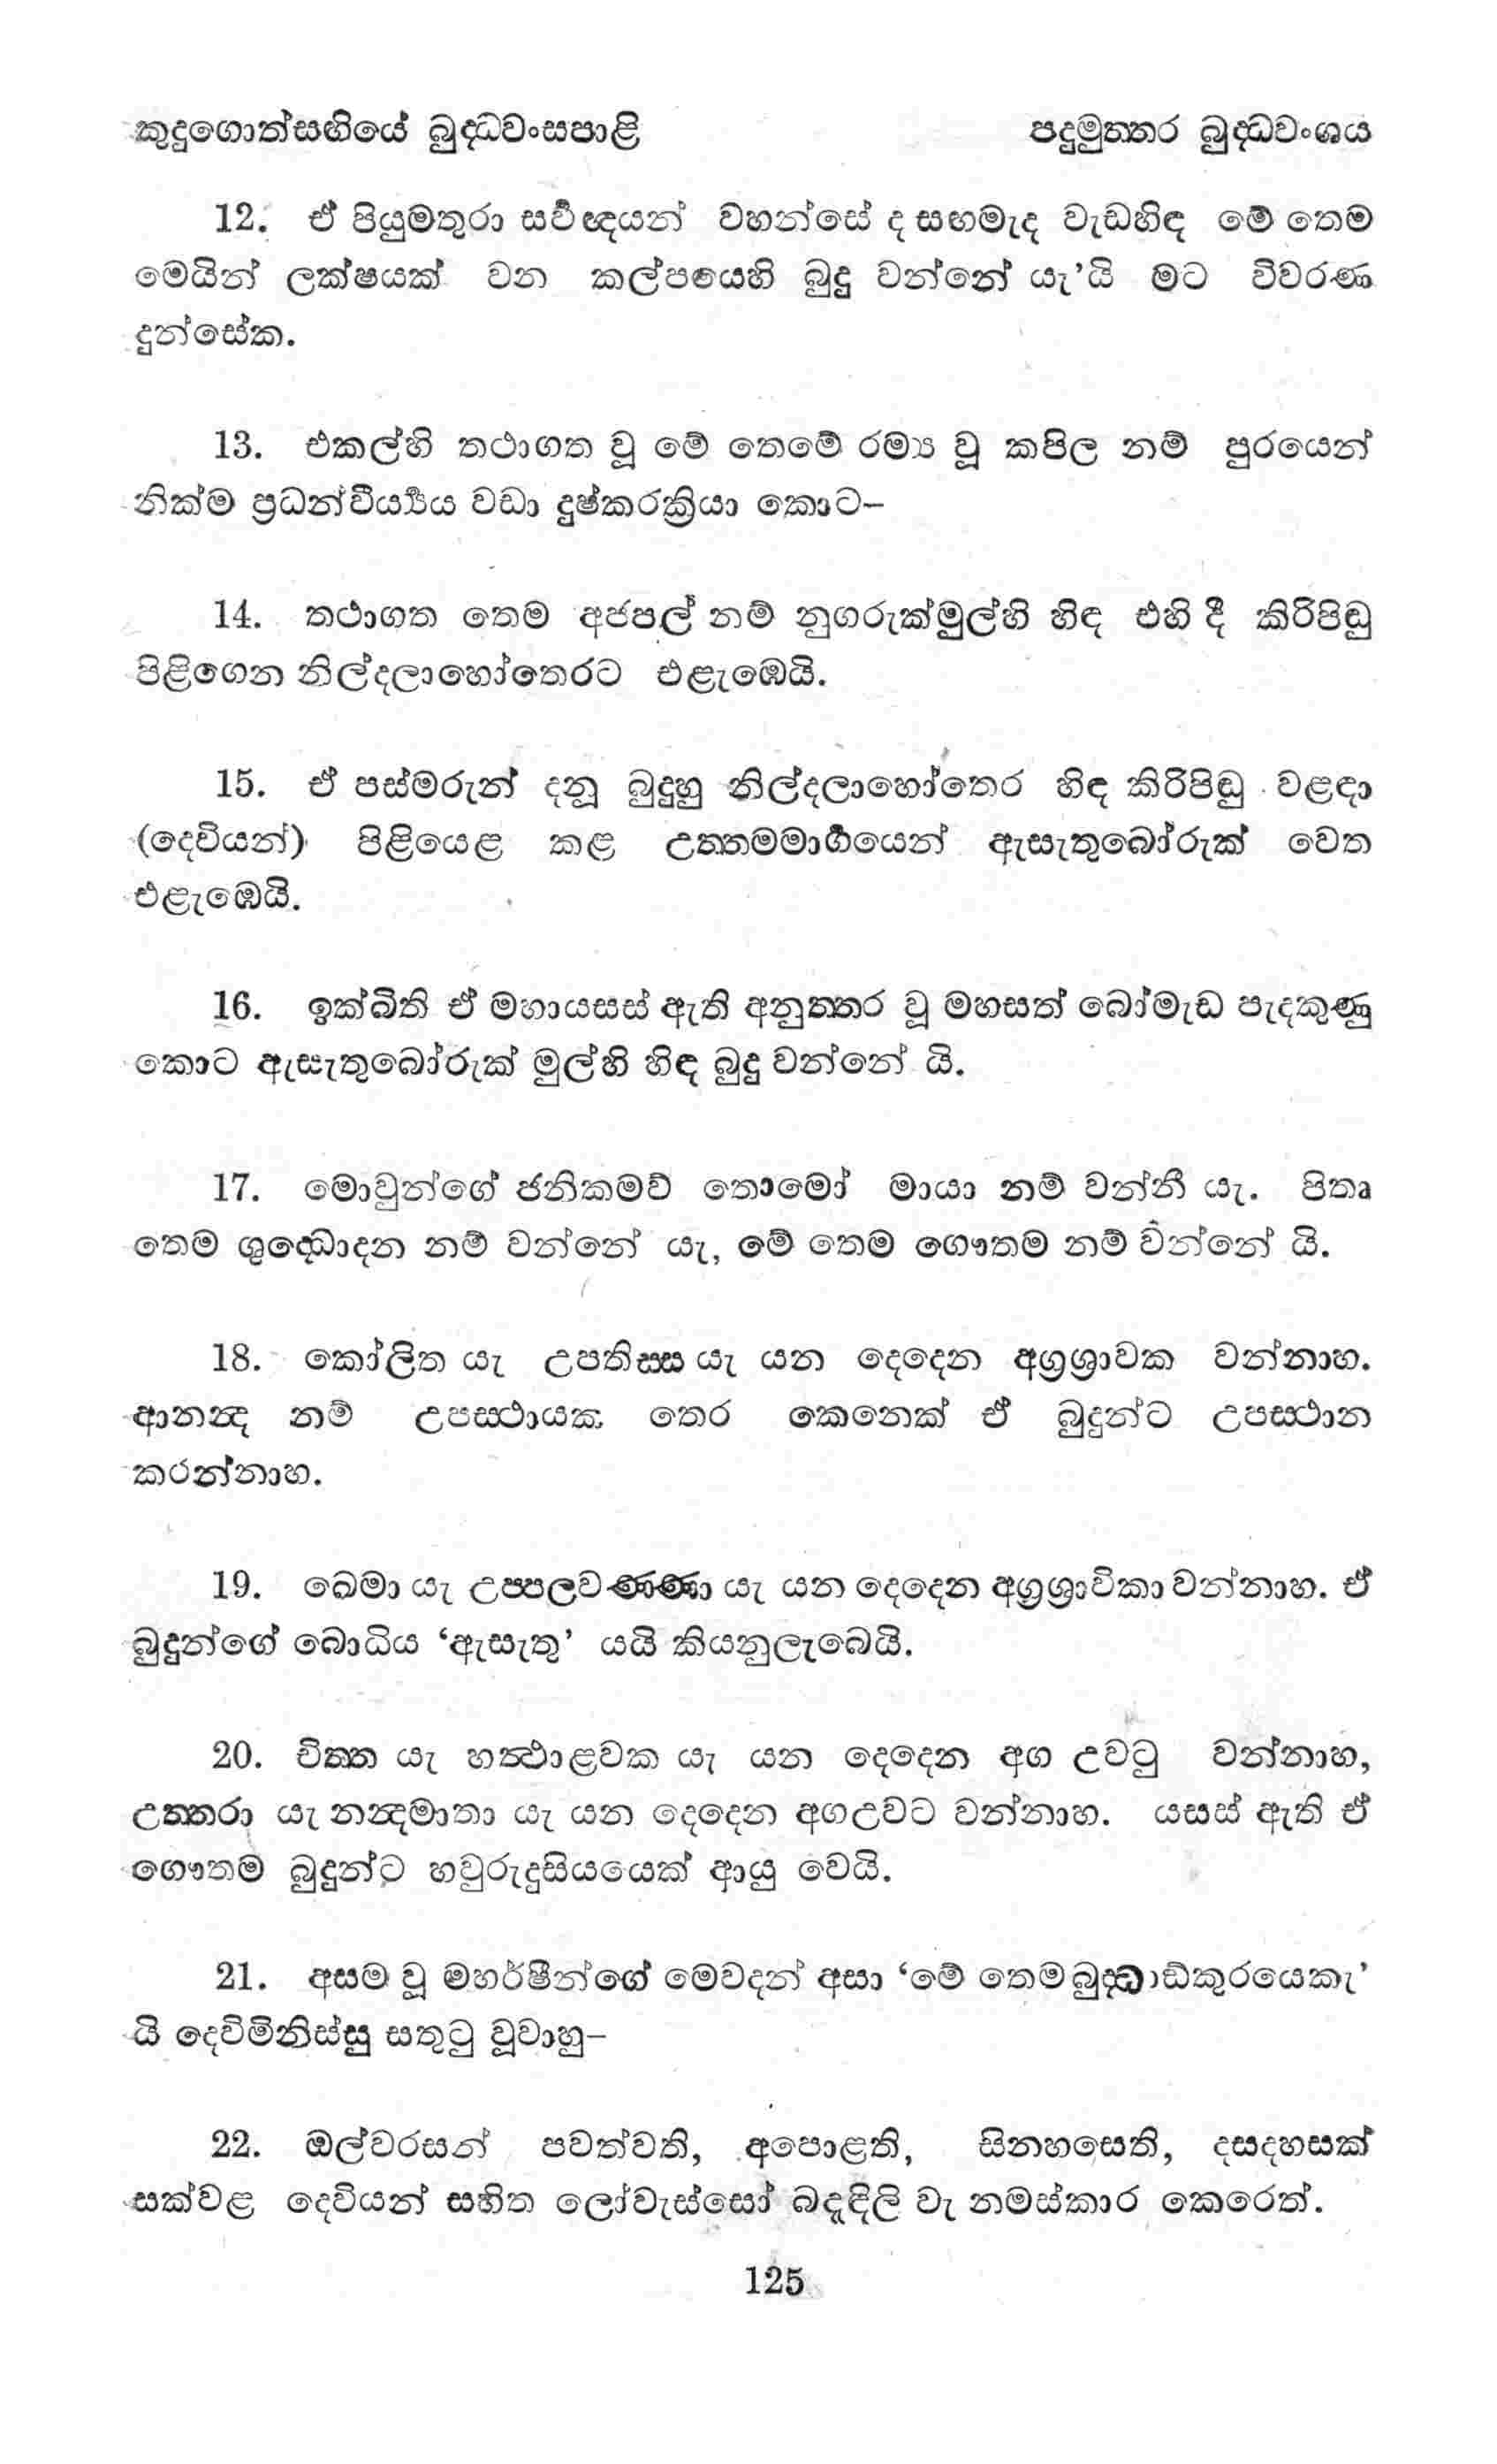 කුදුගොත්සඟියේ බුද්ධවංසපාළි පදුමුත්තර බුද්ධවංශය
12. ඒ පියුමතුරා සර්වඥයන් වහන්සේ ද සඟමැද වැඩහිඳ මේ තෙම
මෙයින් ලක්ෂයක් වන කල්පයෙහි බුදු වන්නේ යැ’යි මට විවරණ
දුන්සේක.
13. එකල්හි තථාගත වූ මේ තෙමේ රම්‍ය වූ කපිල නම් පුරයෙන්
නික්ම ප්‍රධන්වීර්‍ය්‍යය වඩා දුෂ්කරක්‍රියා කොට–
14. තථාගත තෙම අජපල් නම් නුගරුක්මුල්හි හිඳ එහි දී කිරිපිඬු
පිළිගෙන නිල්දලාහෝතෙරට එළැඹෙයි.
15. ඒ පස්මරුන් දනූ බුදුහු නිල්දලාහෝතෙර හිඳ කිරිපිඬු වළඳා
(දෙවියන්) පිළියෙළ කළ උත්තමමාර්ගයෙන් ඇසැතුබෝරුක් වෙත
එළැඹෙයි.
16. ඉක්බිති ඒ මහායසස් ඇති අනුත්තර වූ මහසත් බෝමැඩ පැදකුණු
කොට ඇසැතුබෝරුක් මුල්හි හිඳ බුදු වන්නේ යි.
17. මොවුන්ගේ ජනිකමව් තොමෝ මායා නම් වන්නී යැ. පිතෘ
තෙම ශුද්ධොදන නම් වන්නේ යැ, මේ තෙම ගෞතම නම් වන්නේ යි.
18. කෝලිත යැ උපතිස්ස යැ යන දෙදෙන අග්‍රශ්‍රාවක වන්නාහ.
ආනන්‍ද නම් උපස්ථායක තෙර කෙනෙක් ඒ බුදුන්ට උපස්ථාන
කරන්නාහ.
19. ඛෙමා යැ උප්පලවණ්ණා යැ යන දෙදෙන අග්‍රශ්‍රාවිකා වන්නාහ. ඒ
බුදුන්ගේ බොධිය ‘ඇසැතු’ යයි කියනුලැබෙයි.
20. චිත්ත යැ හත්ථාළවක යැ යන දෙදෙන අග උවටු වන්නාහ,
උත්තරා යැ නන්‍දමාතා යැ යන දෙදෙන අගඋවට වන්නාහ. යසස් ඇති ඒ
ගෞතම බුදුන්ට හවුරුදුසියයෙක් ආයු වෙයි.
21. අසම වූ මහර්ෂීන්ගේ මෙවදන් අසා ‘මේ තෙම බුද්ධාඞ්කුරයෙකැ’
යි දෙව්මිනිස්සු සතුටු වූවාහු–
22. ඔල්වරසන් පවත්වති, අපොළති, සිනහසෙති, දසදහසක්
සක්වළ දෙවියන් සහිත ලෝවැස්සෝ බදැඳිලි වැ නමස්කාර කෙරෙත්.
125